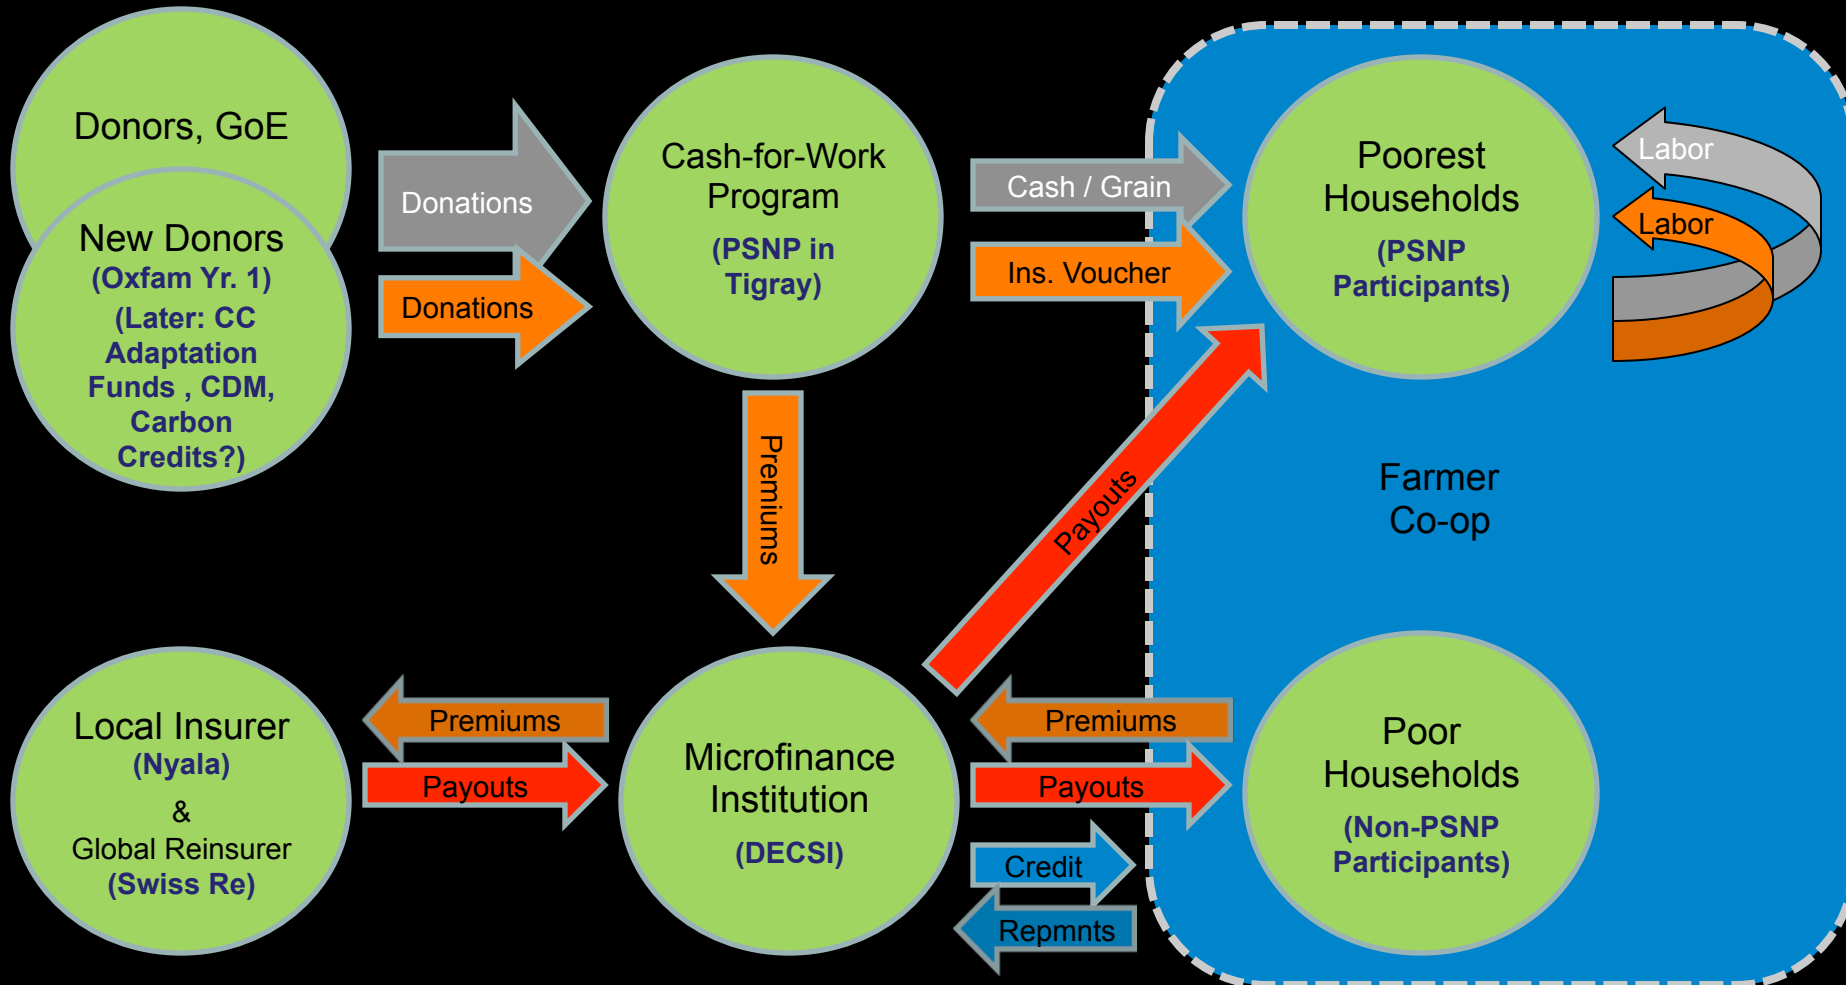 Donors, GoE
New Donors
(Oxfam Yr. 1)
(Later: CC
Adaptation
Funds , CDM,
Carbon
Credits?)
Donations
Donations
Cash-for-Work
Program
(PSNP in
Tigray)
Cash / Grain
Ins. Voucher
Poorest
Households
(PSNP
Participants)
Labor
Labor
Premiums
Payouts
Farmer
Co-op
Local Insurer
(Nyala)
&
Global Reinsurer
(Swiss Re)
Premiums
Payouts
Microfinance
Institution
(DECSI)
Premiums
Payouts
Credit
Repmnts
Poor
Households
(Non-PSNP
Participants)